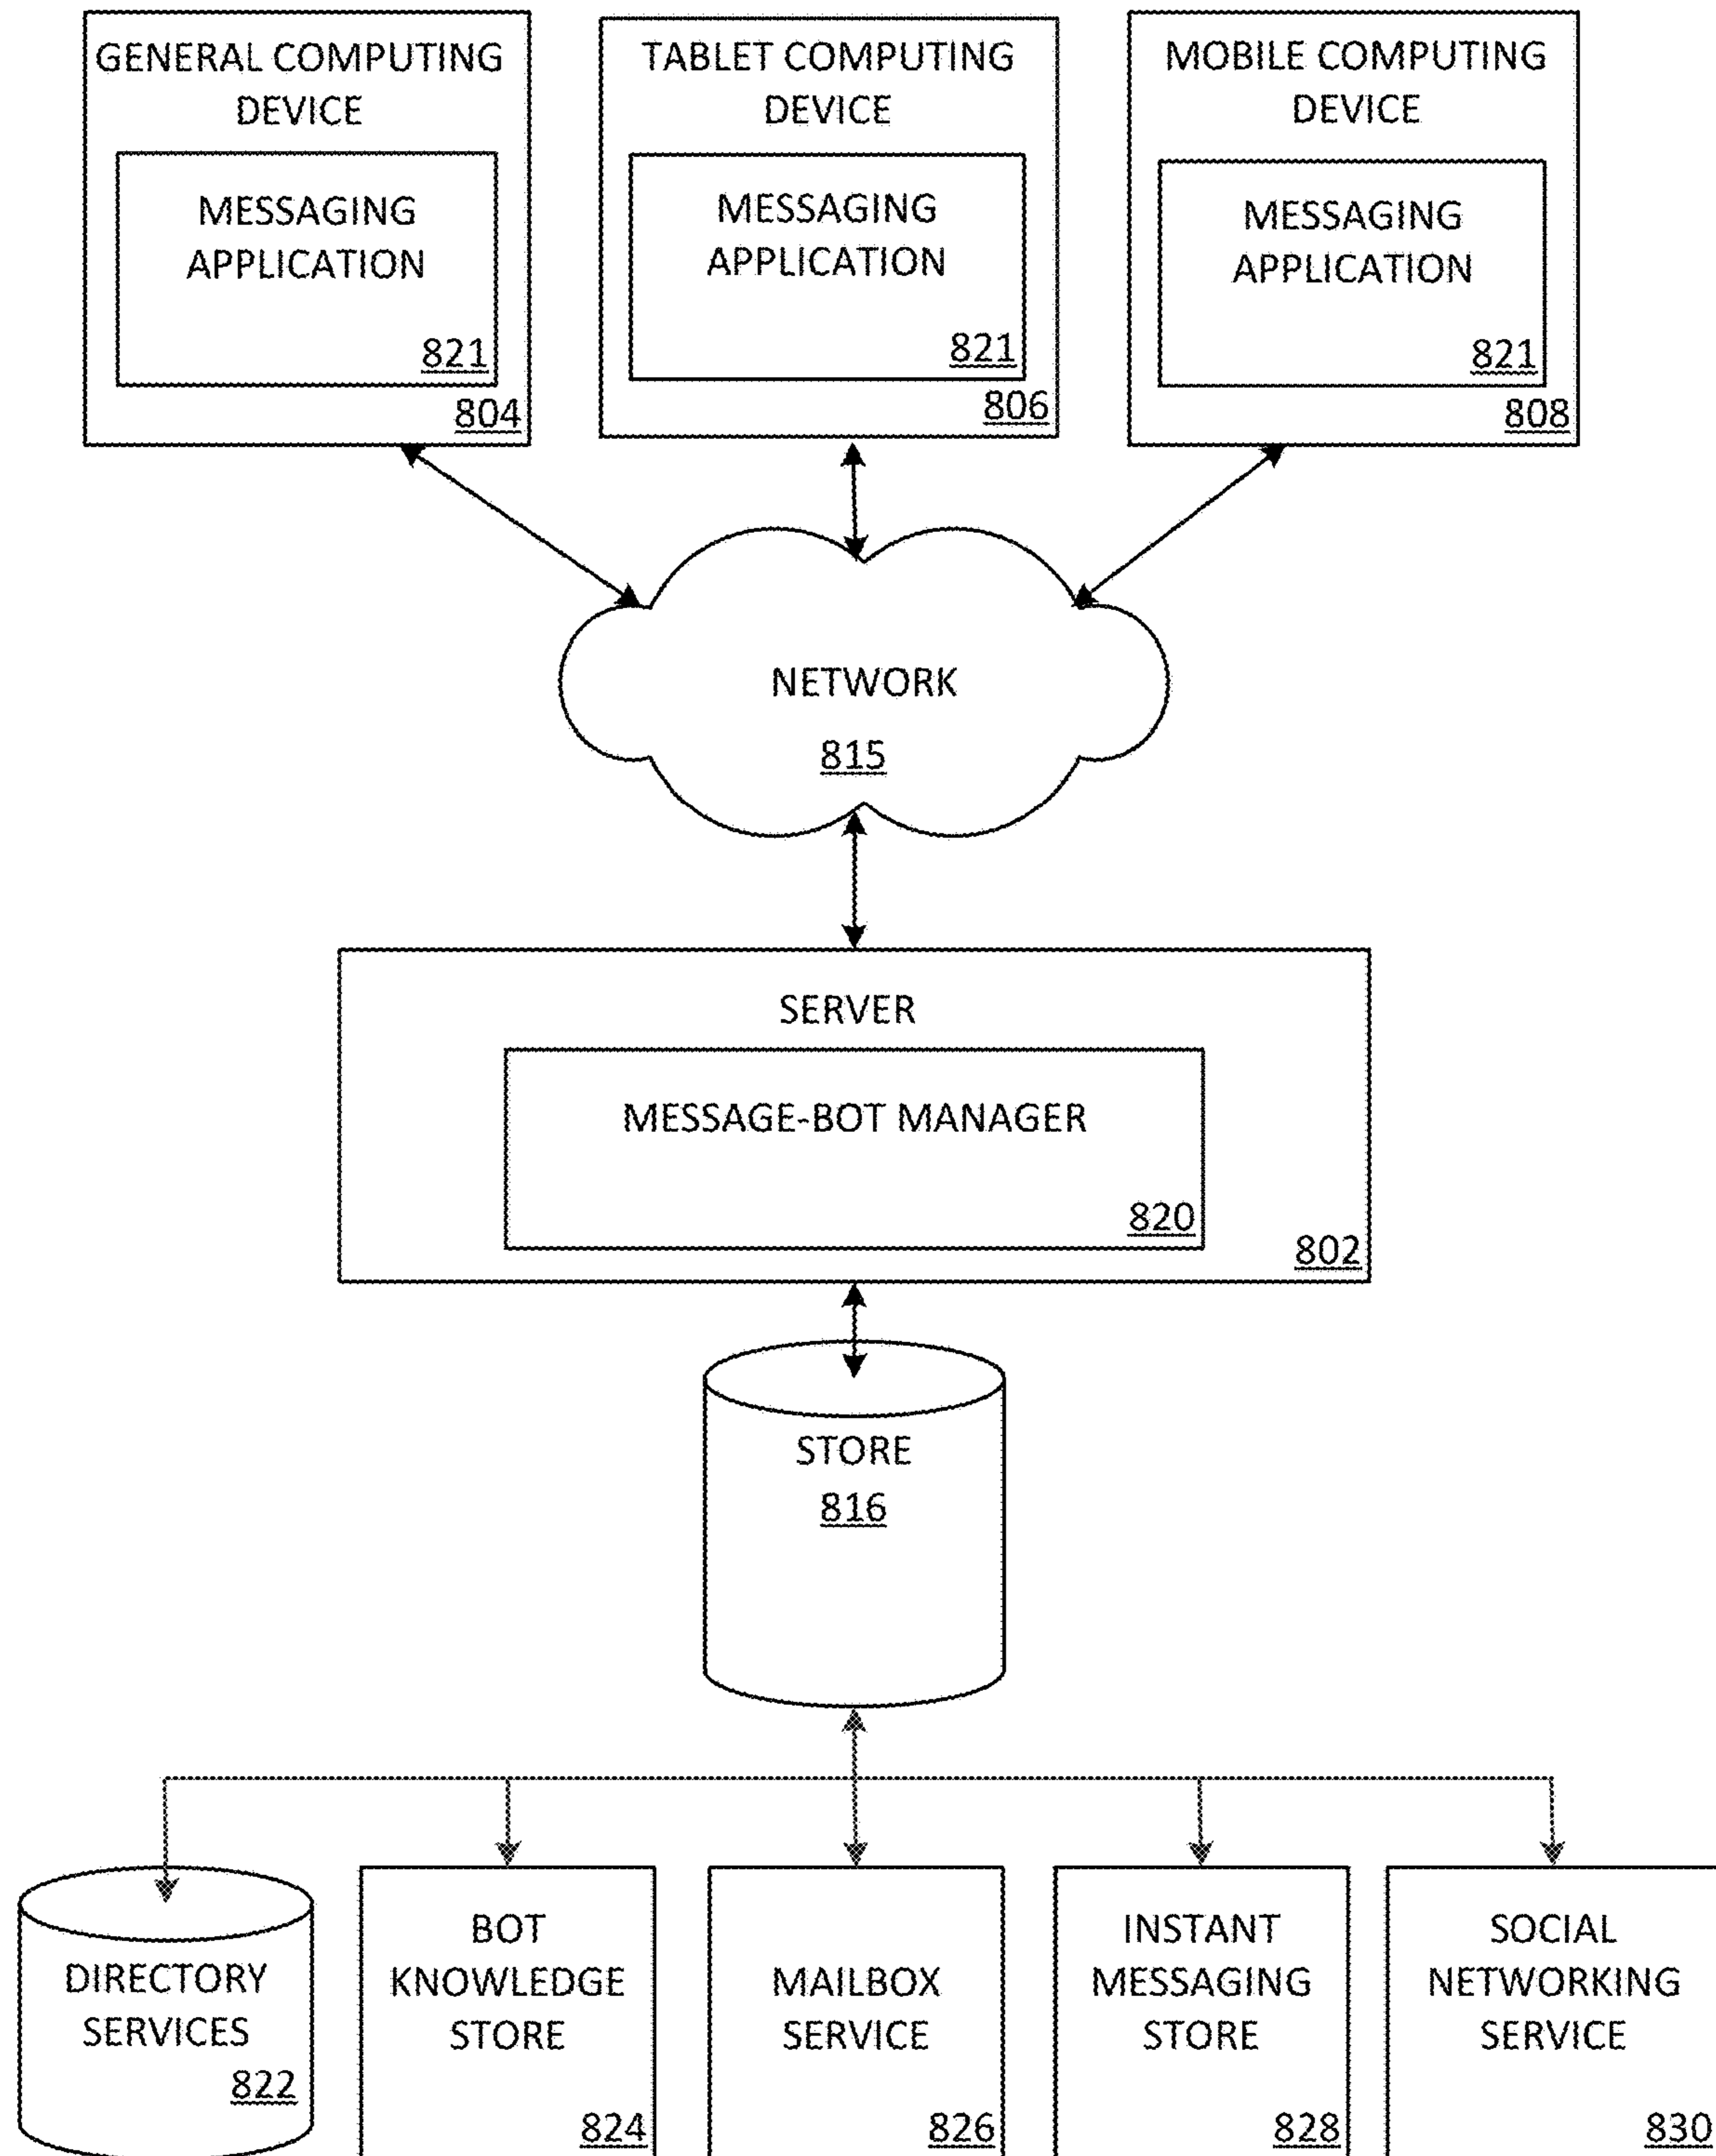 GENERAL COMPUTING
DEVICE
MESSAGING
APPLICATION
821
804
TABLET COMPUTING
DEVICE
MESSAGING
APPLICATION
821
806
MOBILE COMPUTING
DEVICE
MESSAGING
APPLICATION
821
808
NETWORK
815
SERVER
MESSAGE-BOT MANAGER
820
802
STORE
816
DIRECTORY
SERVICES
822
BOT
KNOWLEDGE
STORE
824
MAILBOX
SERVICE
826
INSTANT
MESSAGING
STORE
828
SOCIAL
NETWORKING
SERVICE
830